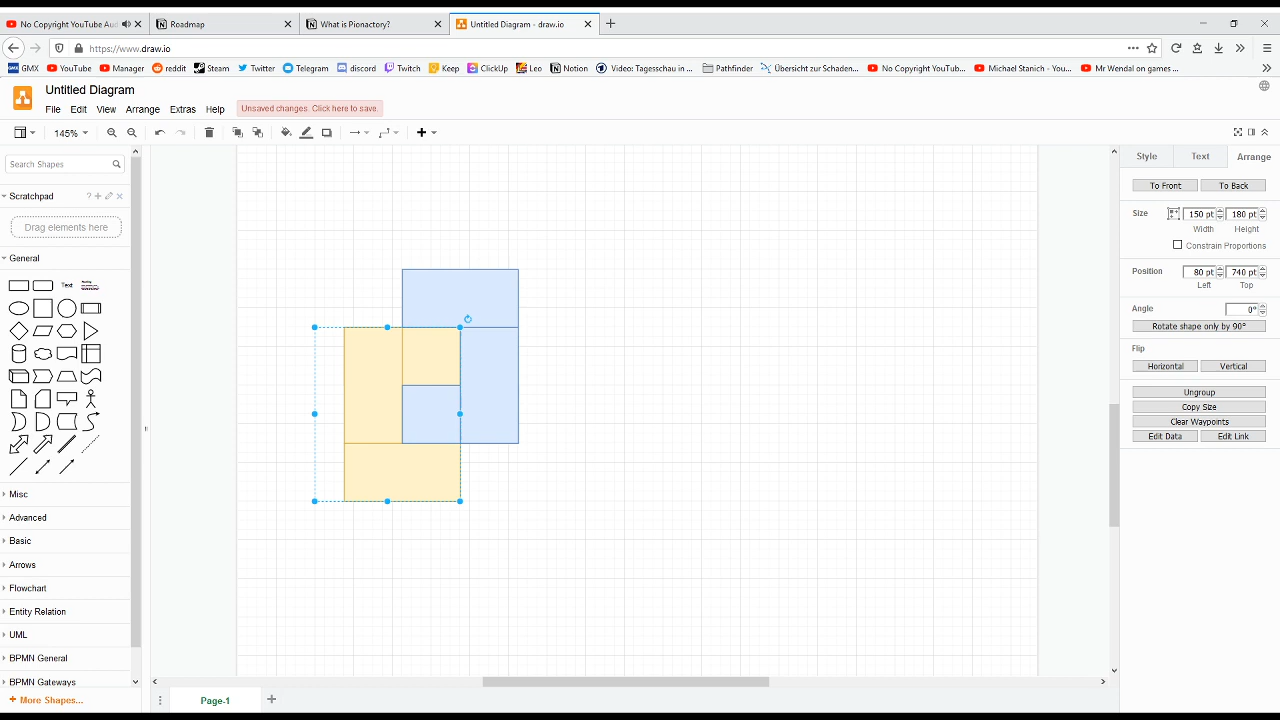 No Copyright YouTube Aud
Roadmap
What is Pionactory?
Untitled Diagram - draw.io
https://www.draw.io
GMX
YouTube
Manager
reddit
Steam
Twitter
Telegram
discord
Twitch
Keep
ClickUp
Notion
Video: Tagesschau in ...
Pathfinder
Übersicht zur Schaden...
No Copyright YouTub...
Michael Stanich - You...
Mr Wendal on game...
Untitled Diagram
File Edit View Arrange Extras Help
Unsaved changes. Click here to save.
145%
Search Shapes
Scratchpad
?
Drag elements here
General
Text
Misc
Advanced
Basic
Arrows
Flowchart
Entity Relation
UML
BPMN General
BPMN Gateways
+ More Shapes...
Page-1
Style Text Arrange
To Front To Back
Size 150 pt 180 pt
Width Height
Constrain Proportions
Position 80 pt 740 pt
Left Top
Angle 0°
Rotate shape only by 90°
Flip
Horizontal Vertical
Ungroup
Copy Size
Clear Waypoints
Edit Data Edit Link